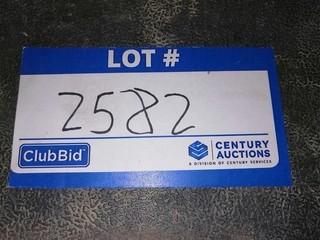 LOT #
2582
ClubBid
CENTURY
AUCTIONS
A DIVISION OF CENTURY SERVICES